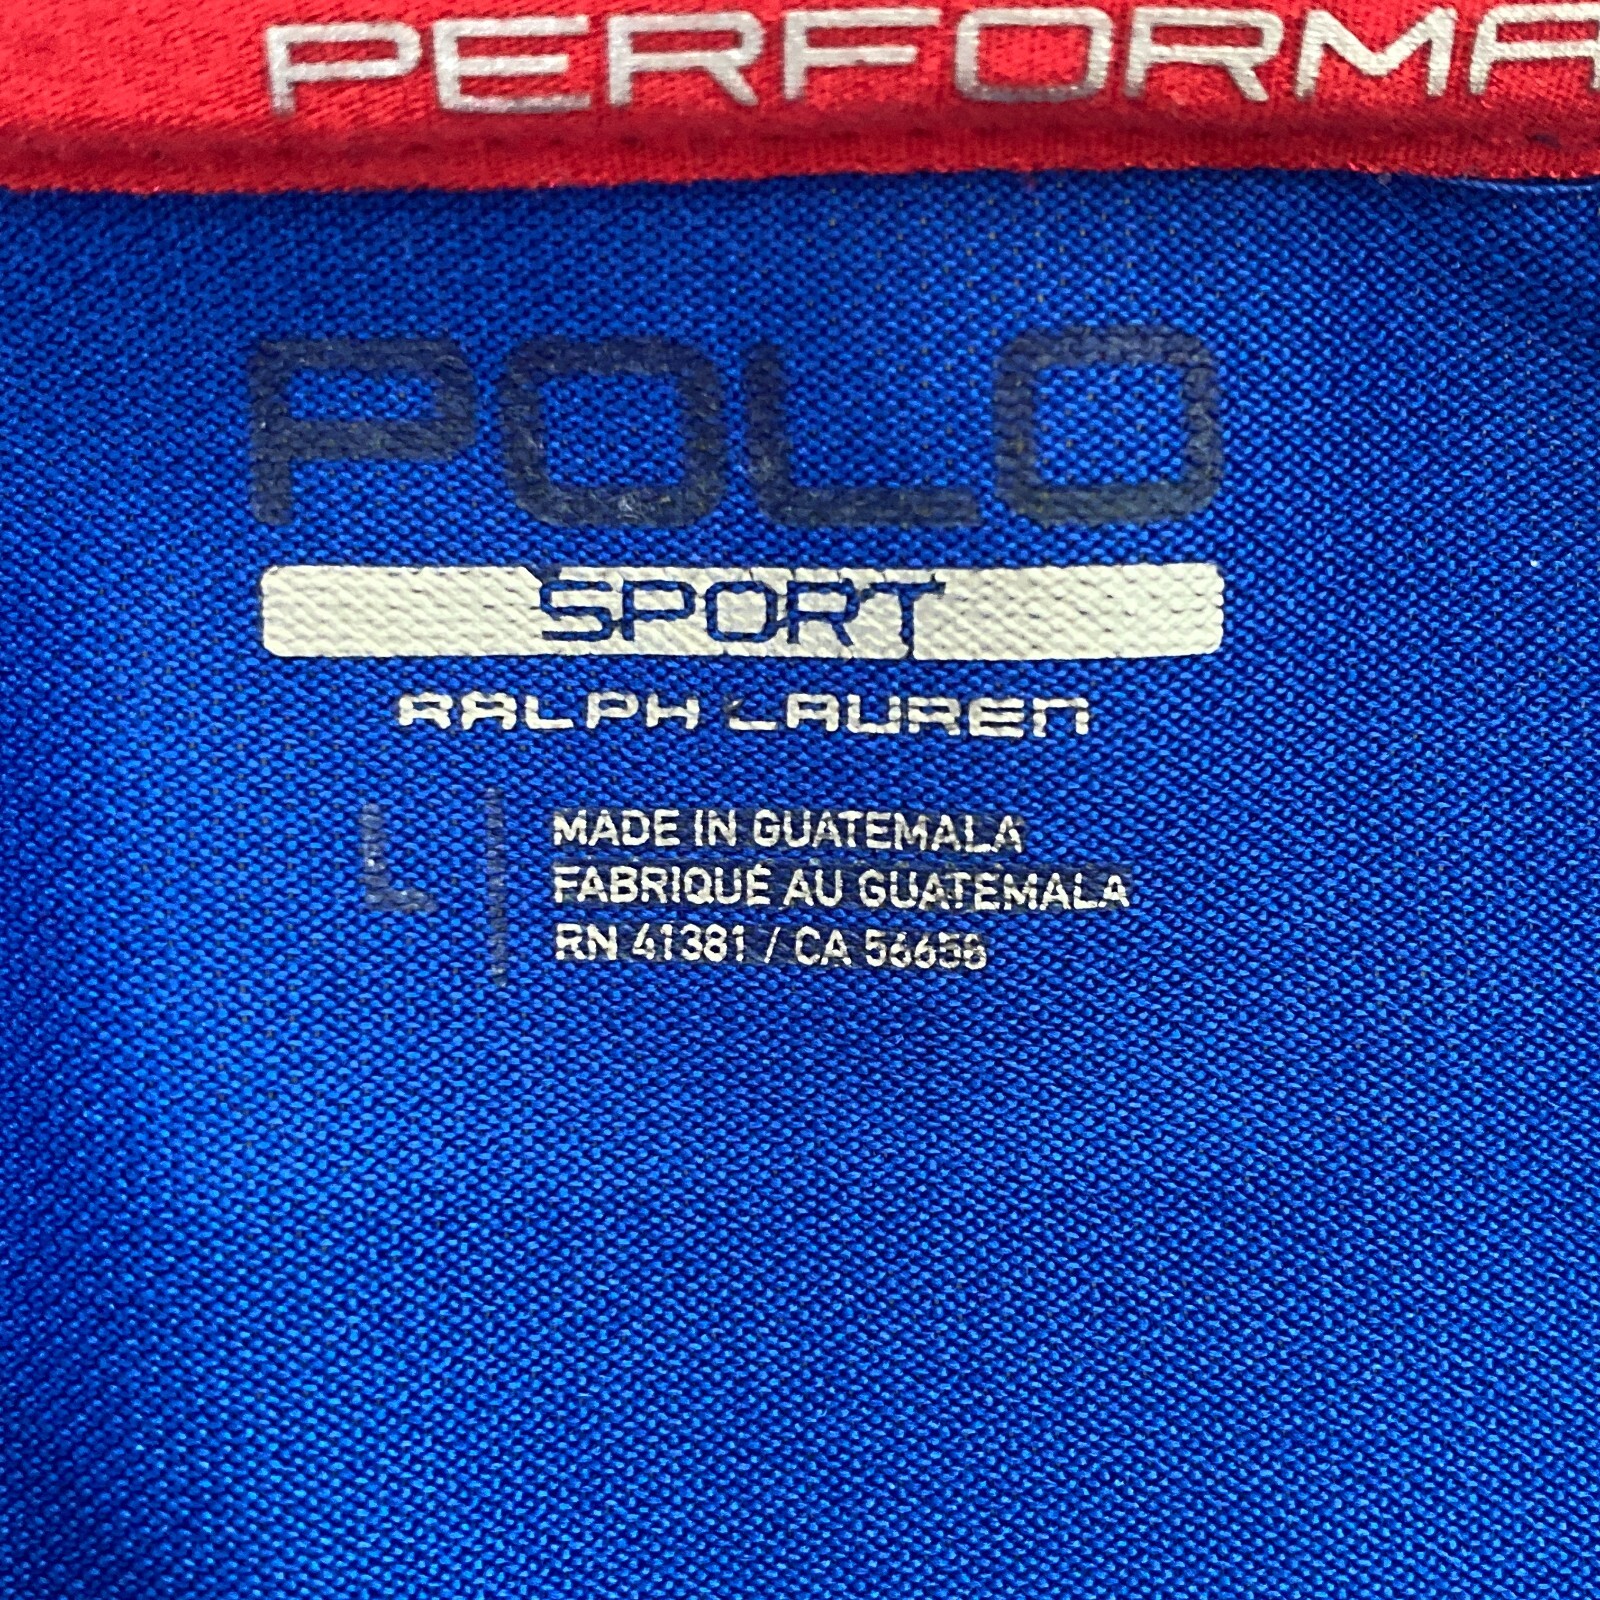 PERFORMA
POLO
SPORT
RALPH LAUREN
L
MADE IN GUATEMALA
FABRIQUÉ AU GUATEMALA
RN 41381 / CA 56658